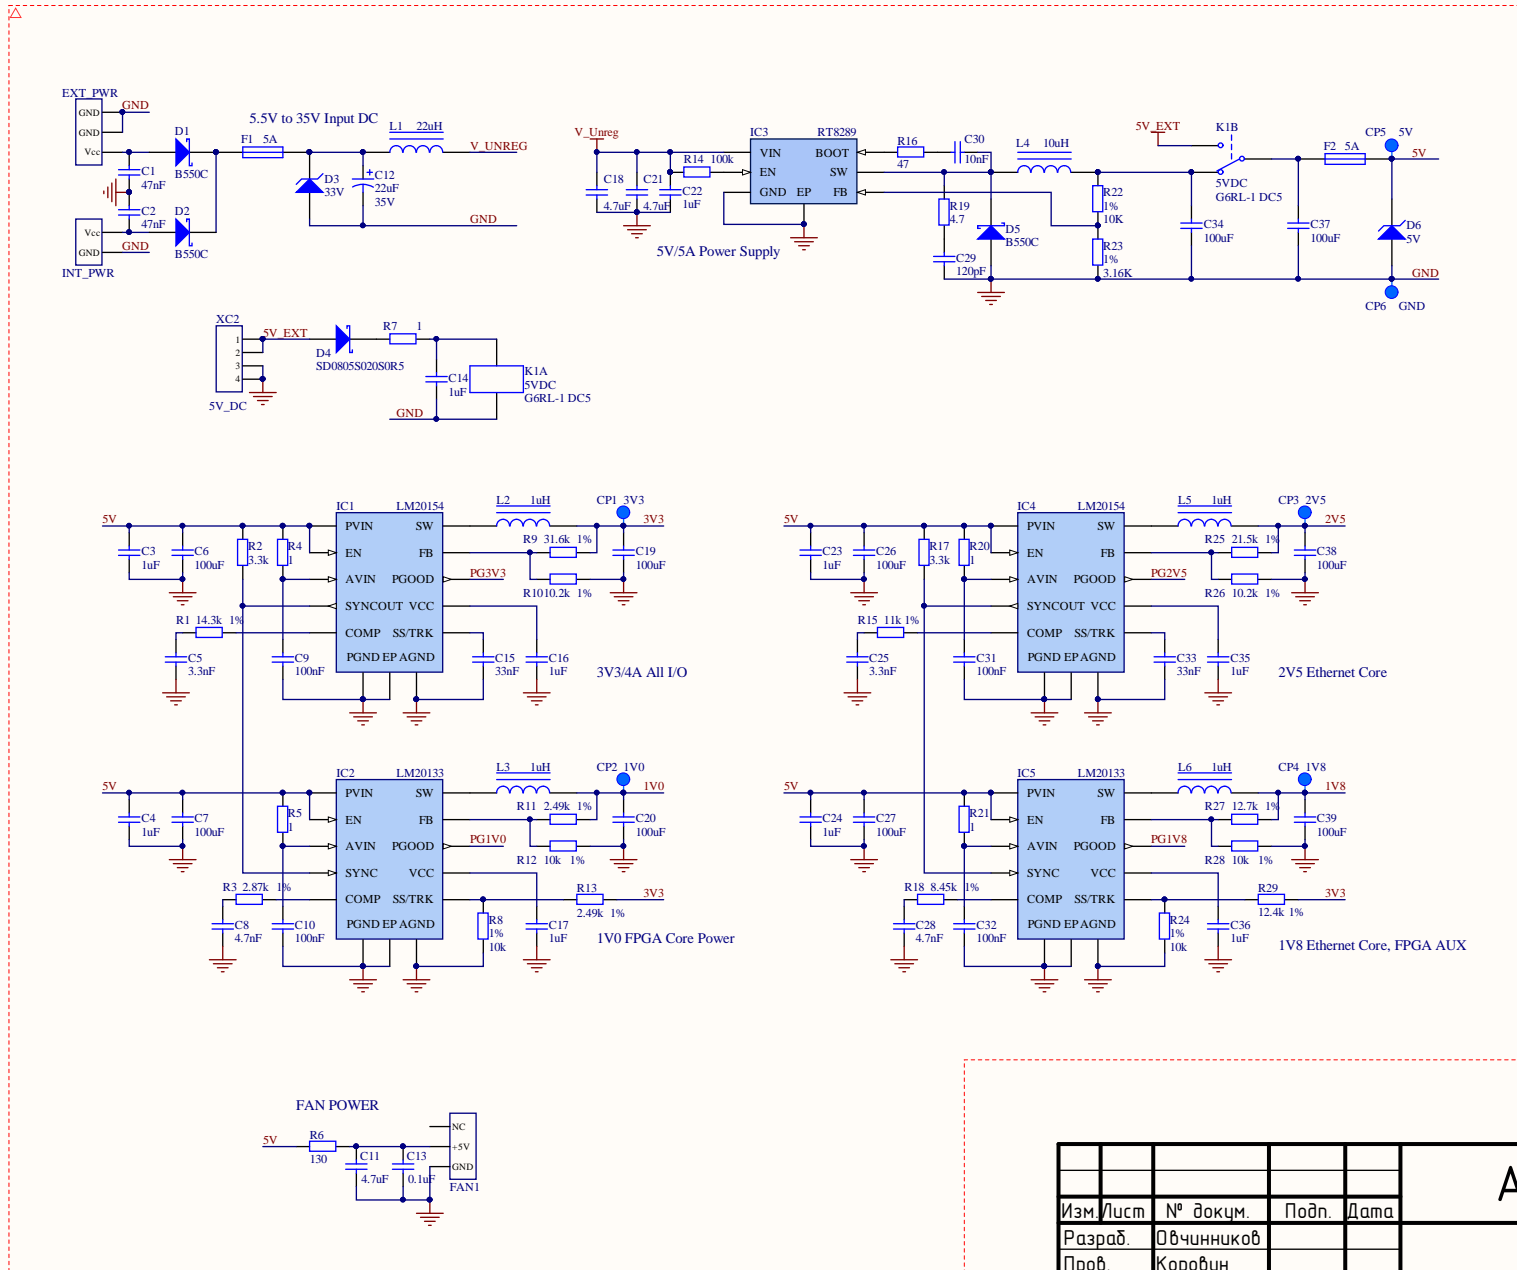 EXT_PWR
GND
GND
GND
Vcc
C1
47nF
C2
47nF
Vcc
GND
GND
INT_PWR
D1
B550C
D2
B550C
5.5V to 35V Input DC
F1 5A
L1 22uH
V_UNREG
D3
33V
+
C12
22uF
35V
GND
V_Unreg
C18
4.7uF
C21
4.7uF
R14 100k
C22
1uF
IC3 RT8289
VIN BOOT
EN SW
GND EP FB
5V/5A Power Supply
R16
47
C30
10nF
R19
4.7
C29
120pF
D5
B550C
L4 10uH
R22
1%
10K
R23
1%
3.16K
5V_EXT
K1B
5VDC
G6RL-1 DC5
C34
100uF
C37
100uF
F2 5A
CP5 5V
5V
D6
5V
GND
CP6 GND
XC2
1
2
3
4
5V_DC
5V_EXT
D4
SD0805S020S0R5
R7 1
C14
1uF
K1A
5VDC
G6RL-1 DC5
GND
5V
C3
1uF
C6
100uF
R2
3.3k
R4
1
IC1 LM20154
PVIN SW
EN FB
AVIN PGOOD
SYNCOUT VCC
COMP SS/TRK
PGND EP AGND
L2 1uH
CP1 3V3
3V3
R9 31.6k 1%
R10 10.2k 1%
C19
100uF
PG3V3
R1 14.3k 1%
C5
3.3nF
C9
100nF
C15
33nF
C16
1uF
3V3/4A All I/O
5V
C23
1uF
C26
100uF
R17
3.3k
R20
1
IC4 LM20154
PVIN SW
EN FB
AVIN PGOOD
SYNCOUT VCC
COMP SS/TRK
PGND EP AGND
L5 1uH
CP3 2V5
2V5
R25 21.5k 1%
R26 10.2k 1%
C38
100uF
PG2V5
R15 11k 1%
C25
3.3nF
C31
100nF
C33
33nF
C35
1uF
2V5 Ethernet Core
5V
C4
1uF
C7
100uF
R5
1
IC2 LM20133
PVIN SW
EN FB
AVIN PGOOD
SYNC VCC
COMP SS/TRK
PGND EP AGND
L3 1uH
CP2 1V0
1V0
R11 2.49k 1%
R12 10k 1%
C20
100uF
PG1V0
R3 2.87k 1%
C8
4.7nF
C10
100nF
R8
1%
10k
C17
1uF
R13
2.49k 1%
3V3
1V0 FPGA Core Power
5V
C24
1uF
C27
100uF
R21
1
IC5 LM20133
PVIN SW
EN FB
AVIN PGOOD
SYNC VCC
COMP SS/TRK
PGND EP AGND
L6 1uH
CP4 1V8
1V8
R27 12.7k 1%
R28 10k 1%
C39
100uF
PG1V8
R18 8.45k 1%
C28
4.7nF
C32
100nF
R24
1%
10k
C36
1uF
R29
12.4k 1%
3V3
1V8 Ethernet Core, FPGA AUX
FAN POWER
5V
R6
130
C11
4.7uF
C13
0.1uF
NC
+5V
GND
FAN1
Изм. Лист № докум. Подп. Дата
Разраб. Овчинников
Пров. Коровин